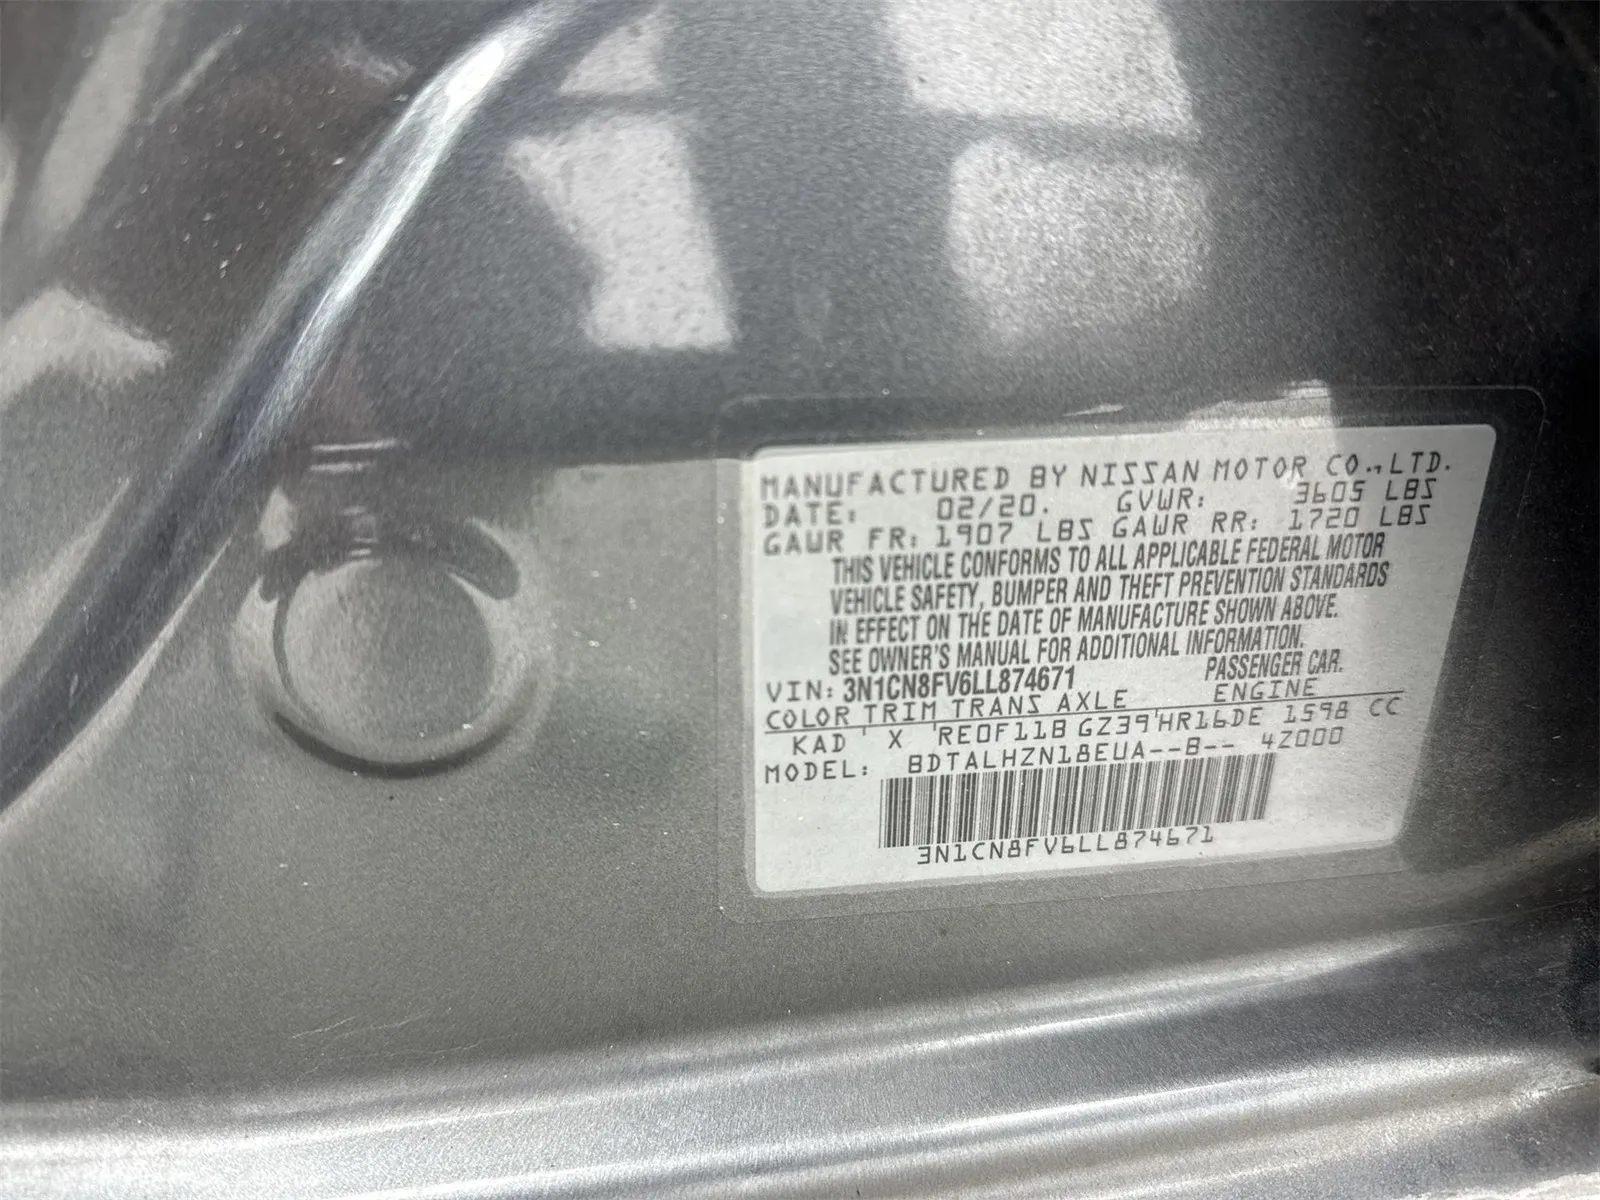 MANUFACTURED BY NISSAN MOTOR CO.,LTD.
DATE: 02/20. GVWR: 3605 LBS
GAWR FR: 1907 LBS GAWR RR: 1720 LBS
THIS VEHICLE CONFORMS TO ALL APPLICABLE FEDERAL MOTOR
VEHICLE SAFETY, BUMPER AND THEFT PREVENTION STANDARDS
IN EFFECT ON THE DATE OF MANUFACTURE SHOWN ABOVE.
SEE OWNER'S MANUAL FOR ADDITIONAL INFORMATION.
VIN: 3N1CN8FV6LL874671 PASSENGER CAR.
COLOR TRIM TRANS AXLE ENGINE
KAD X RE0F11B GZ39 HR16DE 1598 CC
MODEL: BDTALHZN18EUA--B-- 4Z000
3N1CN8FV6LL874671